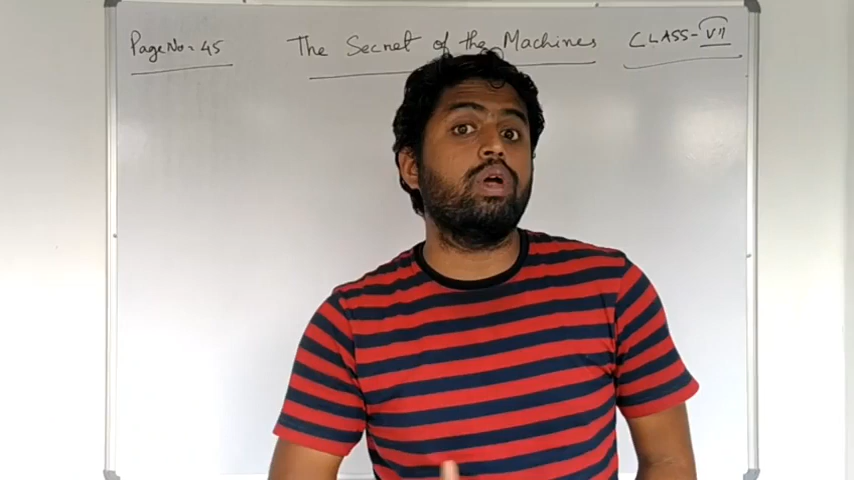 Page No = 45 The Secret of the Machines CLASS - VII